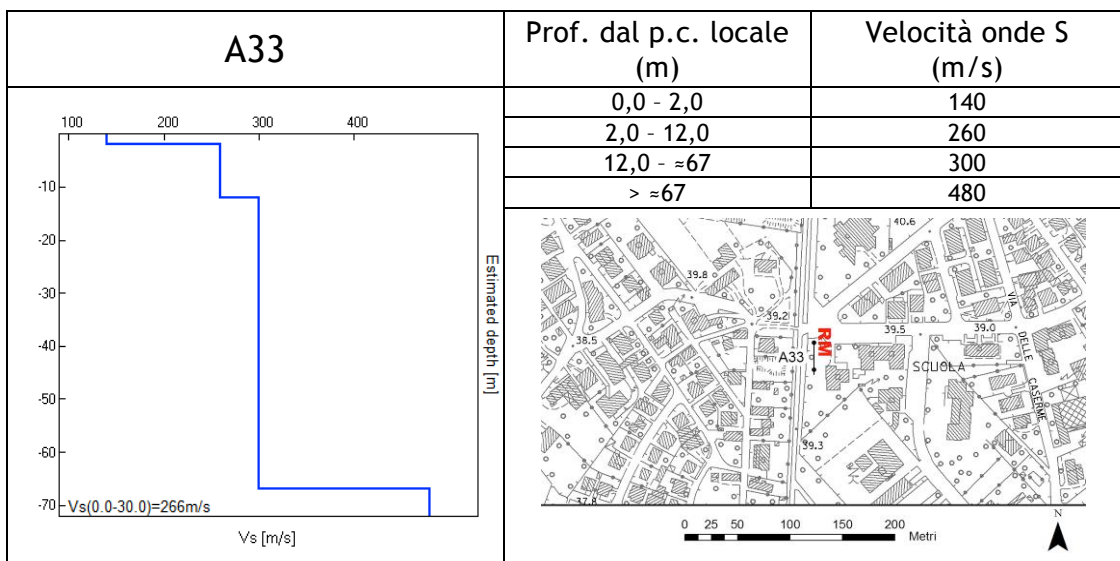 A33
Prof. dal p.c. locale
(m)
Velocità onde S
(m/s)
0,0 – 2,0
140
2,0 – 12,0
260
12,0 – ≈67
300
> ≈67
480
100
200
300
400
-10
-20
-30
-40
-50
-60
-70
Vs(0.0-30.0)=266m/s
Vs [m/s]
Estimated depth [m]
40.6
39.8
39.2
38.5
RM
A33
39.5
39.0
VIA
DELLE
CASERME
SCUOLA
39.3
37.8
0 25 50 100 150 200
Metri
N